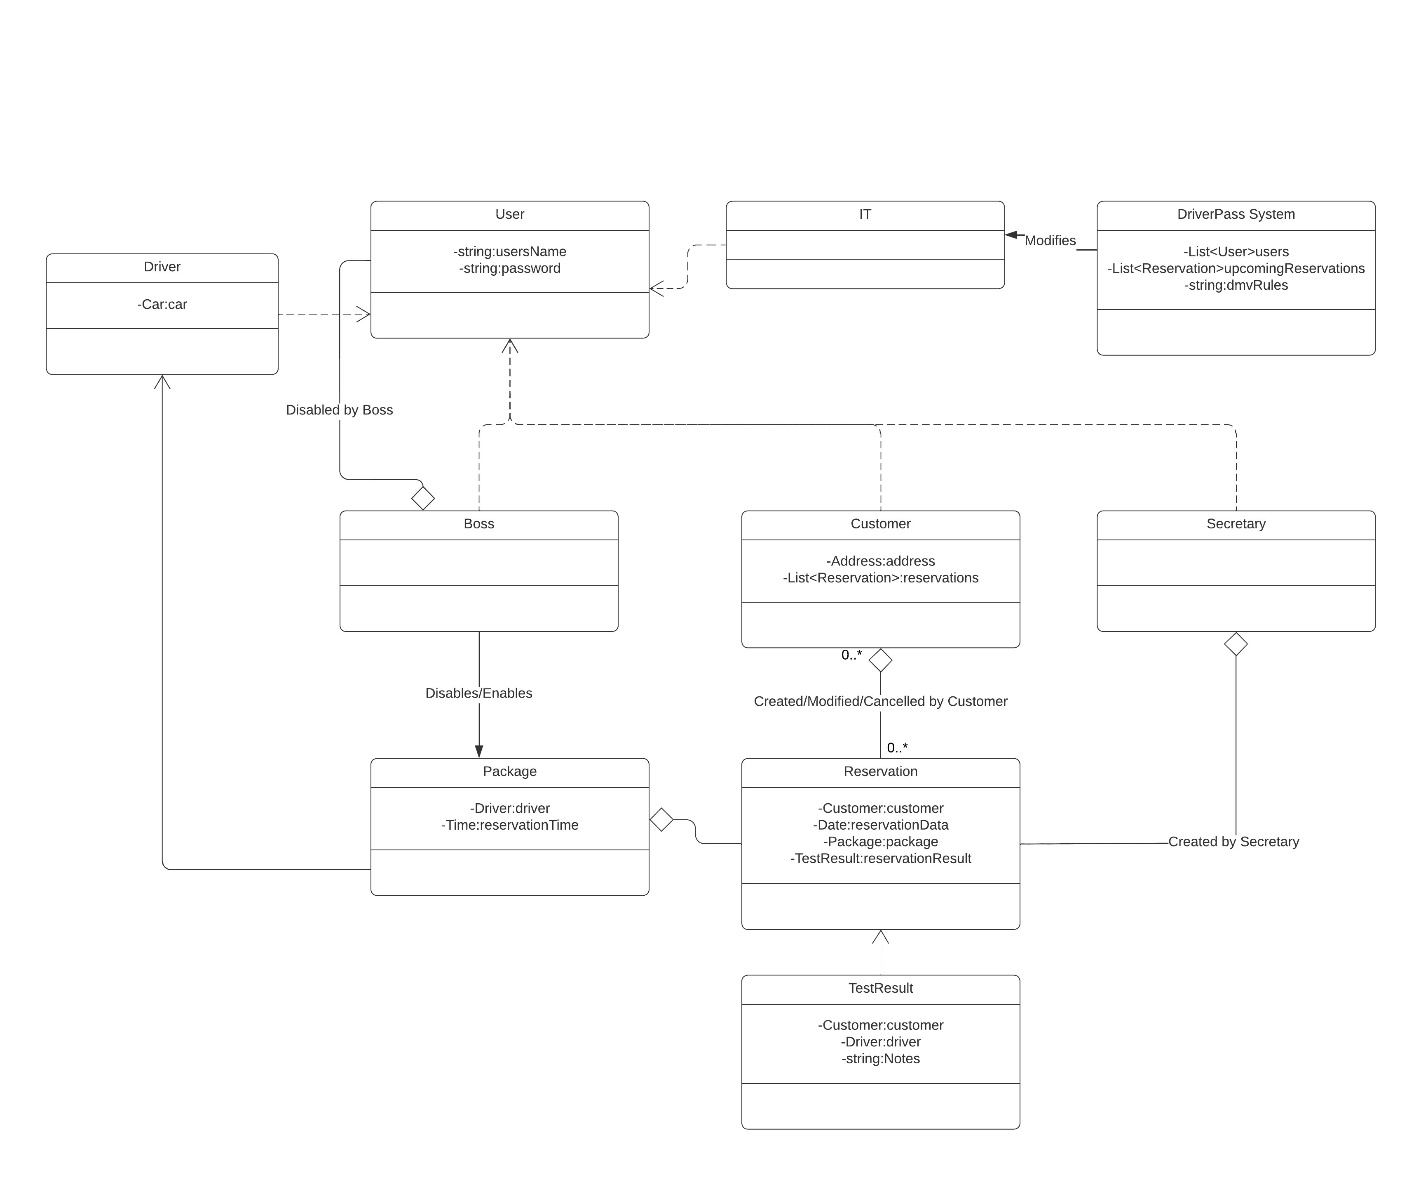 User
-string:usersName
-string:password
IT
DriverPass System
-List<User>users
-List<Reservation>upcomingReservations
-string:dmvRules
Modifies
Driver
-Car:car
Disabled by Boss
Boss
Customer
-Address:address
-List<Reservation>:reservations
Secretary
0..*
Disables/Enables
Created/Modified/Cancelled by Customer
0..*
Package
-Driver:driver
-Time:reservationTime
Reservation
-Customer:customer
-Date:reservationData
-Package:package
-TestResult:reservationResult
Created by Secretary
TestResult
-Customer:customer
-Driver:driver
-string:Notes